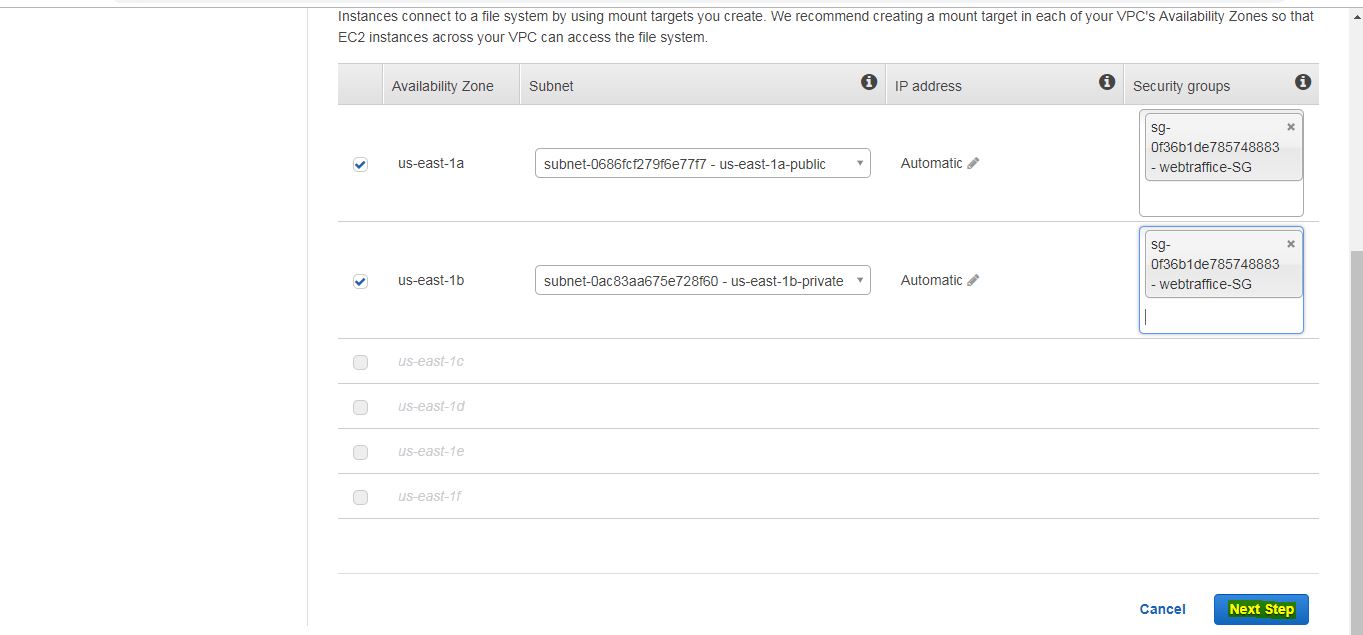 Instances connect to a file system by using mount targets you create. We recommend creating a mount target in each of your VPC's Availability Zones so that
EC2 instances across your VPC can access the file system.
Availability Zone Subnet IP address Security groups
us-east-1a subnet-0686fcf279f6e77f7 - us-east-1a-public Automatic
sg-
0f36b1de785748883
- webtraffice-SG
us-east-1b subnet-0ac83aa675e728f60 - us-east-1b-private Automatic
sg-
0f36b1de785748883
- webtraffice-SG
us-east-1c
us-east-1d
us-east-1e
us-east-1f
Cancel Next Step